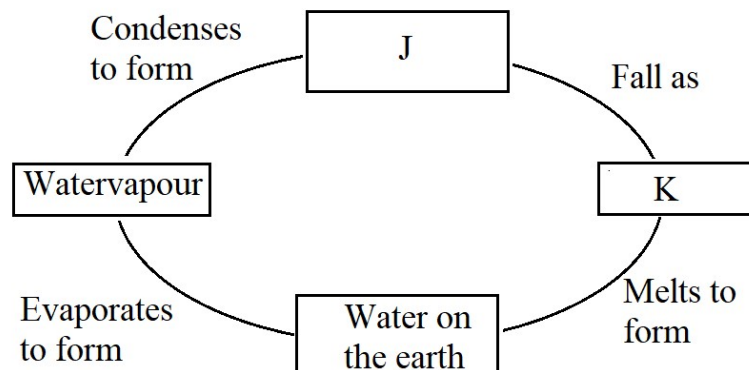 Condenses
to form
J
Fall as
Watervapour
K
Evaporates
to form
Water on
the earth
Melts to
form